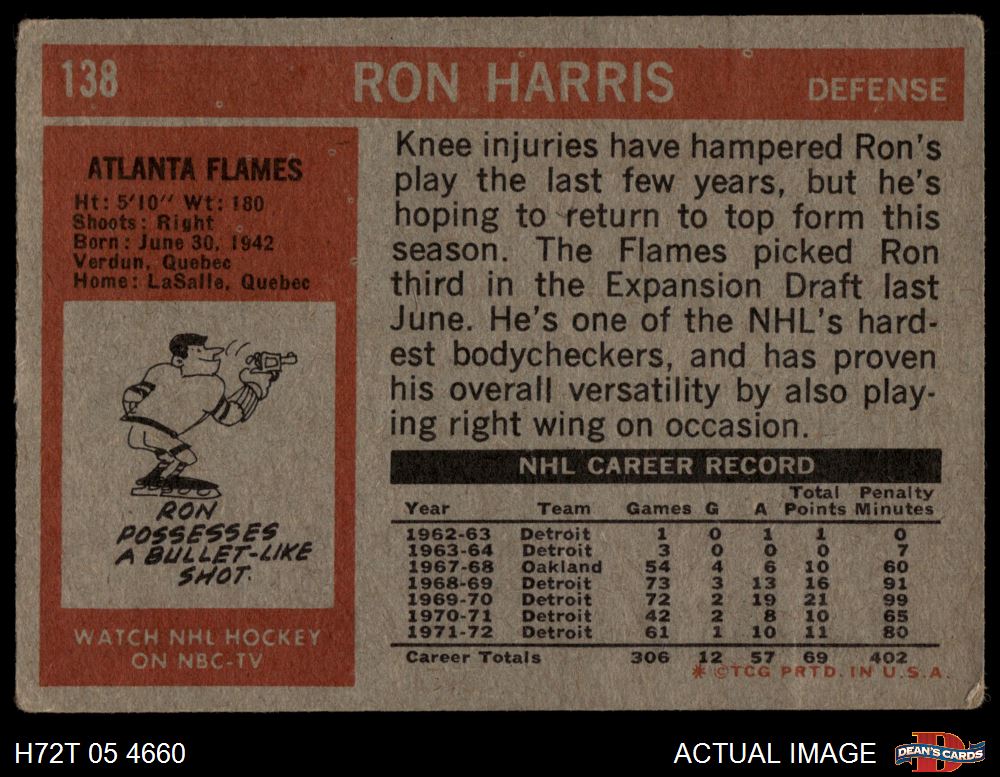 138 RON HARRIS DEFENSE
ATLANTA FLAMES
Ht: 5'10" Wt: 180
Shoots: Right
Born: June 30, 1942
Verdun, Quebec
Home: LaSalle, Quebec
RON
POSSESSES
A BULLET-LIKE
SHOT.
WATCH NHL HOCKEY
ON NBC-TV
Knee injuries have hampered Ron's
play the last few years, but he's
hoping to return to top form this
season. The Flames picked Ron
third in the Expansion Draft last
June. He's one of the NHL's hard-
est bodycheckers, and has proven
his overall versatility by also play-
ing right wing on occasion.
NHL CAREER RECORD
Total Penalty
Year Team Games G A Points Minutes
1962-63 Detroit 1 0 1 1 0
1963-64 Detroit 3 0 0 0 7
1967-68 Oakland 54 4 6 10 60
1968-69 Detroit 73 3 13 16 91
1969-70 Detroit 72 2 19 21 99
1970-71 Detroit 42 2 8 10 65
1971-72 Detroit 61 1 10 11 80
Career Totals 306 12 57 69 402
* ©TCG PRTD. IN U.S.A.
H72T 05 4660 ACTUAL IMAGE D DEAN'S CARDS